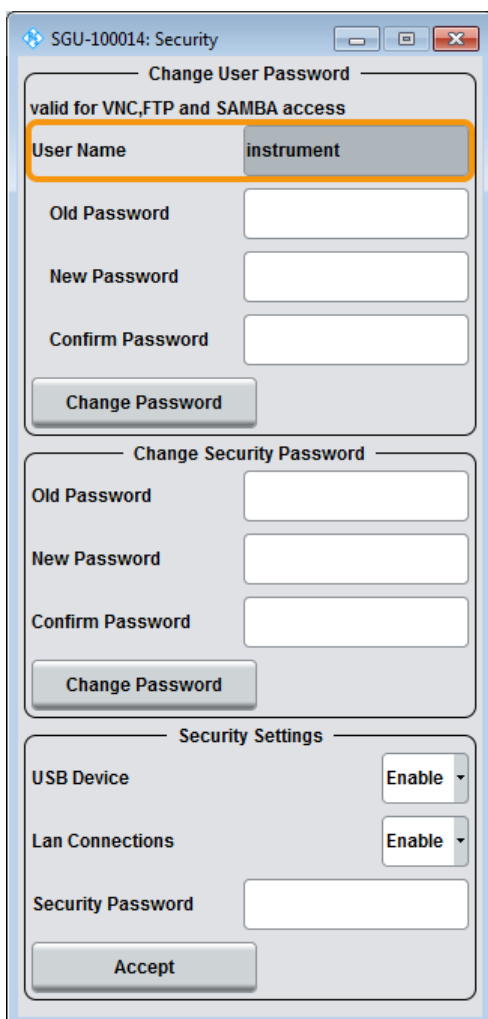 SGU-100014: Security
Change User Password
valid for VNC,FTP and SAMBA access
User Name instrument
Old Password
New Password
Confirm Password
Change Password
Change Security Password
Old Password
New Password
Confirm Password
Change Password
Security Settings
USB Device Enable
Lan Connections Enable
Security Password
Accept